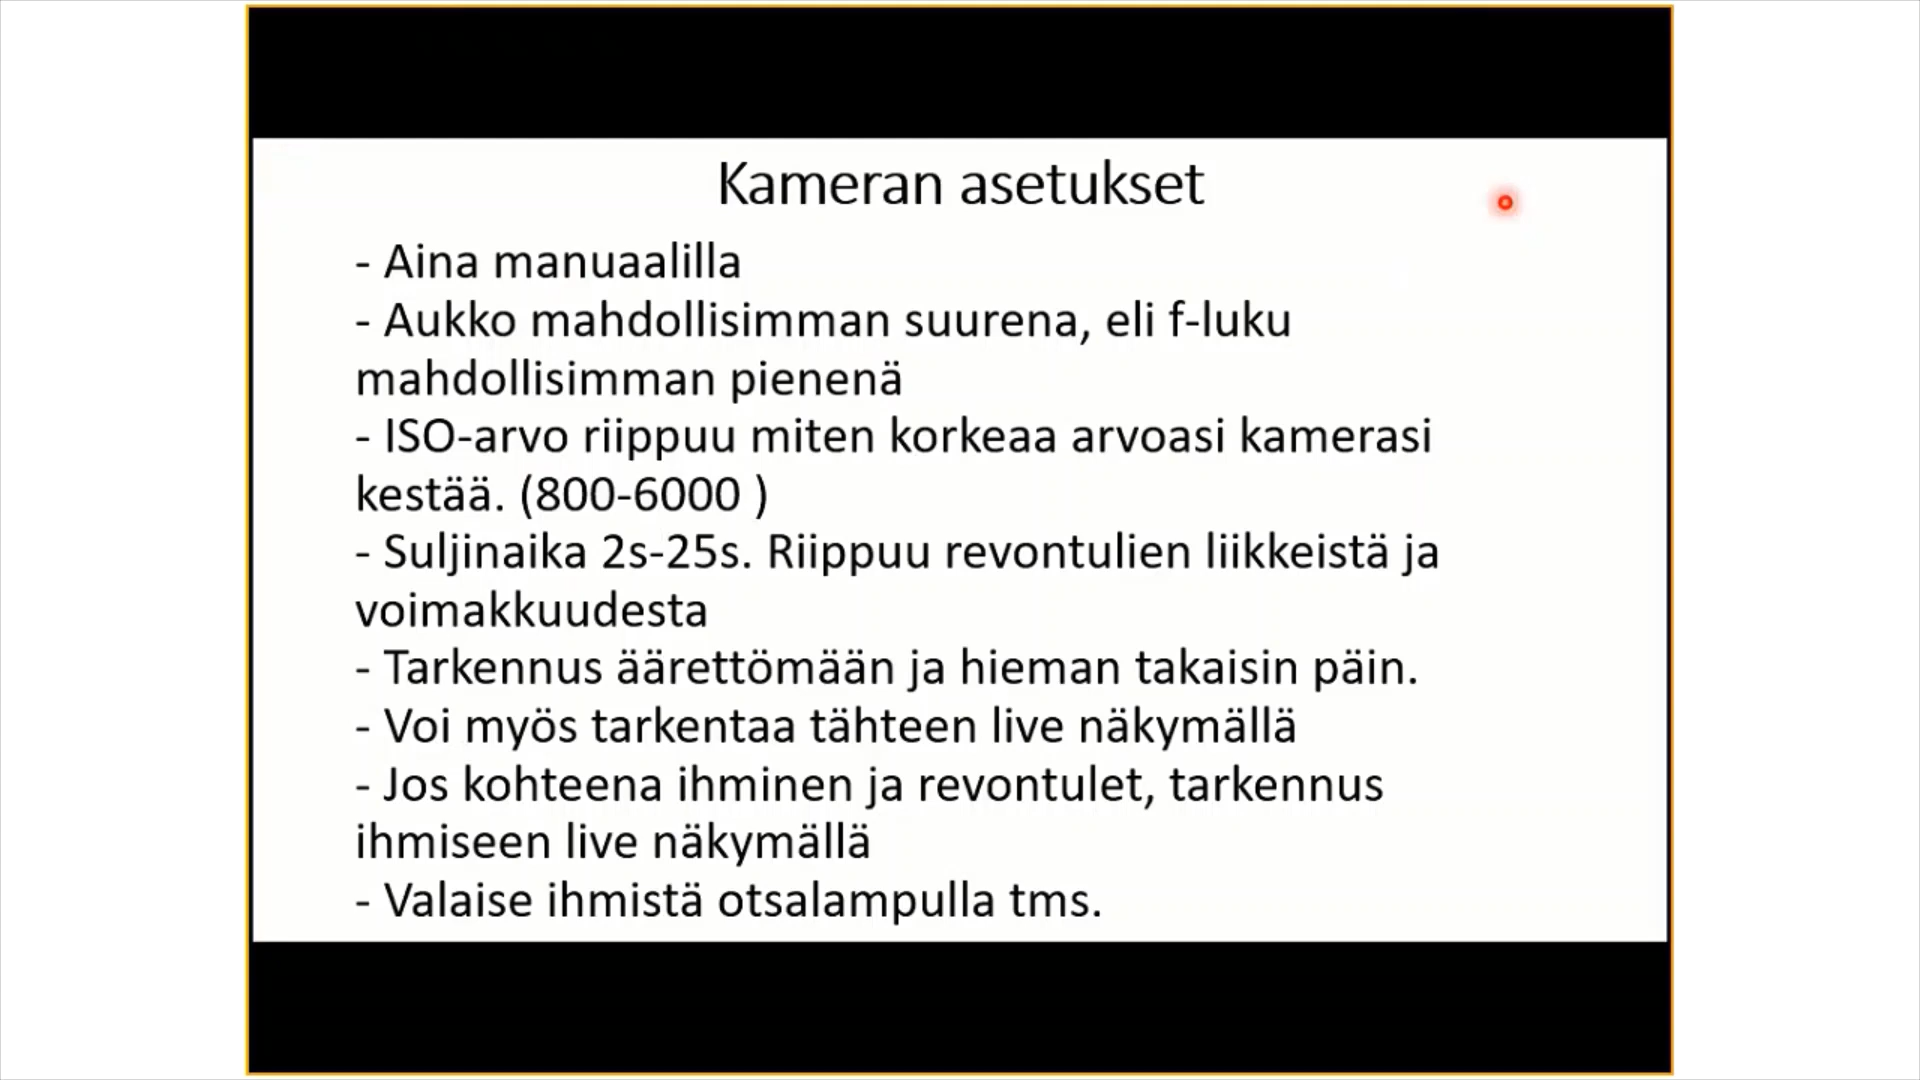 Kameran asetukset
- Aina manuaalilla
- Aukko mahdollisimman suurena, eli f-luku
mahdollisimman pienenä
- ISO-arvo riippuu miten korkeaa arvoasi kamerasi
kestää. (800-6000 )
- Suljinaika 2s-25s. Riippuu revontulien liikkeistä ja
voimakkuudesta
- Tarkennus äärettömään ja hieman takaisin päin.
- Voi myös tarkentaa tähteen live näkymällä
- Jos kohteena ihminen ja revontulet, tarkennus
ihmiseen live näkymällä
- Valaise ihmistä otsalampulla tms.